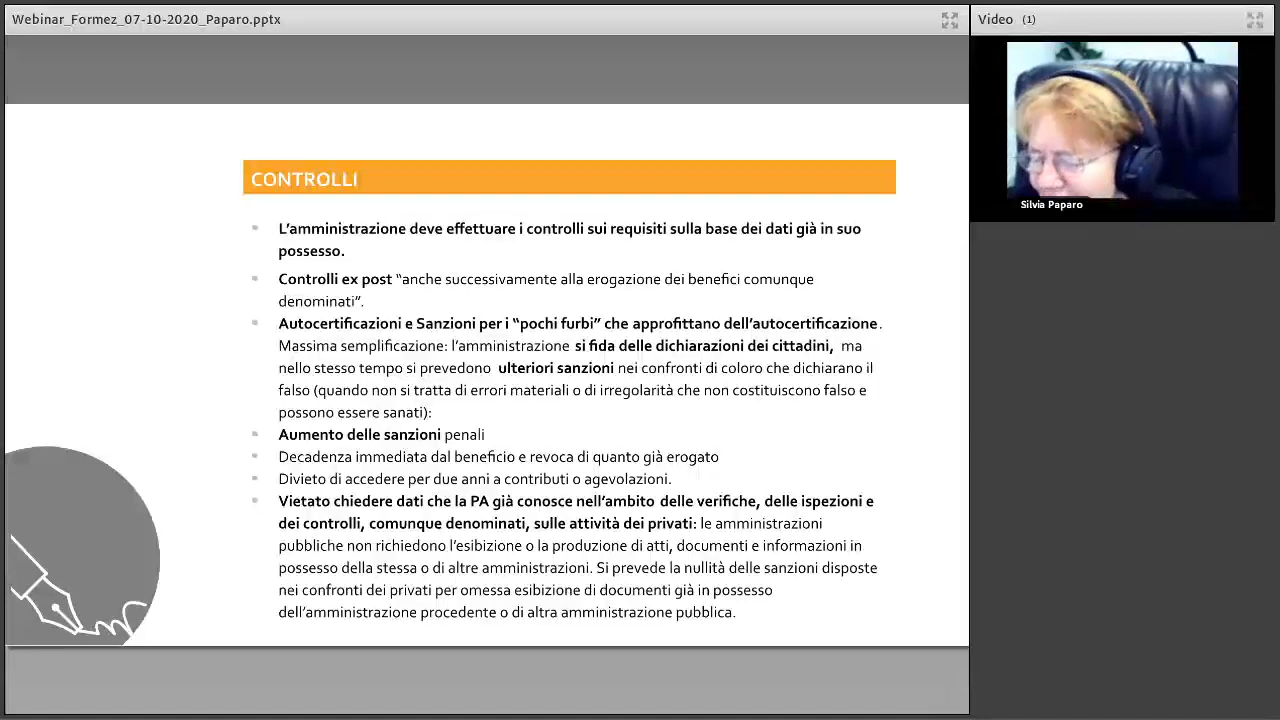 Webinar_Formez_07-10-2020_Paparo.pptx
Video (1)
Silvia Paparo
CONTROLLI
L'amministrazione deve effettuare i controlli sui requisiti sulla base dei dati già in suo
possesso.
Controlli ex post “anche successivamente alla erogazione dei benefici comunque
denominati”.
Autocertificazioni e Sanzioni per i “pochi furbi” che approfittano dell'autocertificazione.
Massima semplificazione: l'amministrazione si fida delle dichiarazioni dei cittadini, ma
nello stesso tempo si prevedono ulteriori sanzioni nei confronti di coloro che dichiarano il
falso (quando non si tratta di errori materiali o di irregolarità che non costituiscono falso e
possono essere sanati):
Aumento delle sanzioni penali
Decadenza immediata dal beneficio e revoca di quanto già erogato
Divieto di accedere per due anni a contributi o agevolazioni.
Vietato chiedere dati che la PA già conosce nell'ambito delle verifiche, delle ispezioni e
dei controlli, comunque denominati, sulle attività dei privati: le amministrazioni
pubbliche non richiedono l'esibizione o la produzione di atti, documenti e informazioni in
possesso della stessa o di altre amministrazioni. Si prevede la nullità delle sanzioni disposte
nei confronti dei privati per omessa esibizione di documenti già in possesso
dell'amministrazione procedente o di altra amministrazione pubblica.